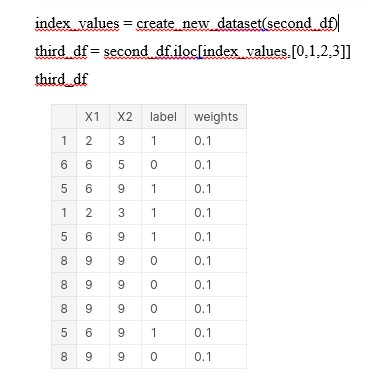 index_values = create_new_dataset(second_df)
third_df = second_df.iloc[index_values,[0,1,2,3]]
third_df
X1 X2 label weights
1 2 3 1 0.1
6 6 5 0 0.1
5 6 9 1 0.1
1 2 3 1 0.1
5 6 9 1 0.1
8 9 9 0 0.1
8 9 9 0 0.1
8 9 9 0 0.1
5 6 9 1 0.1
8 9 9 0 0.1